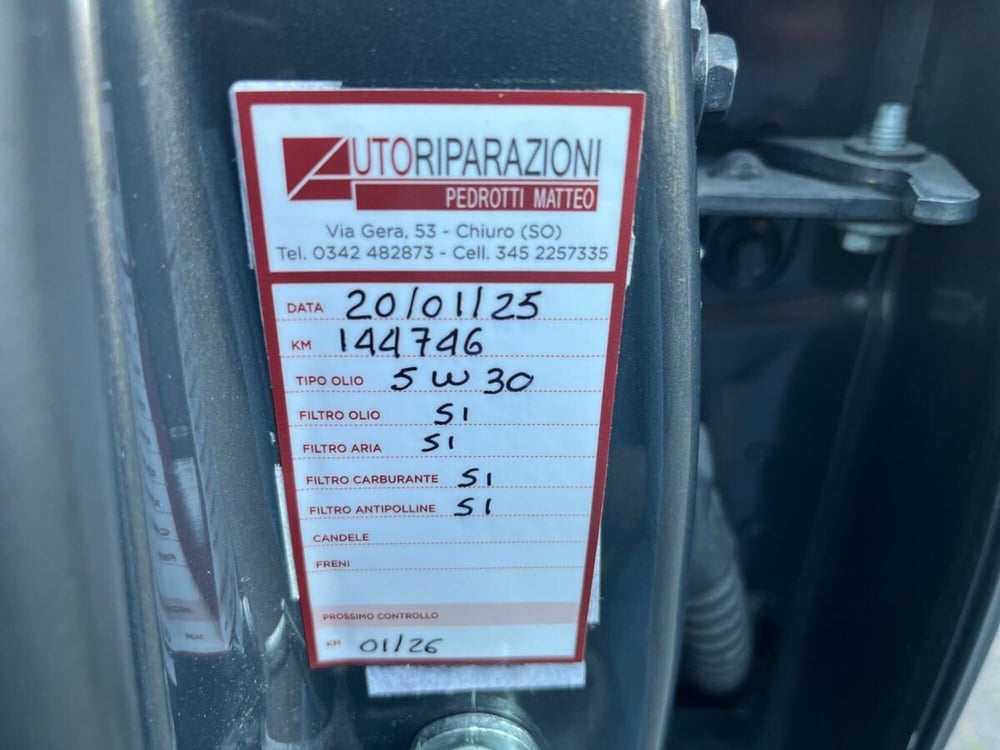 AUTORIPARAZIONI
PEDROTTI MATTEO
Via Gera, 53 - Chiuro (SO)
Tel. 0342 482873 - Cell. 345 2257335
DATA 20/01/25
KM 144746
TIPO OLIO 5W30
FILTRO OLIO SI
FILTRO ARIA SI
FILTRO CARBURANTE SI
FILTRO ANTIPOLLINE SI
CANDELE
FRENI
PROSSIMO CONTROLLO
KM 01/26